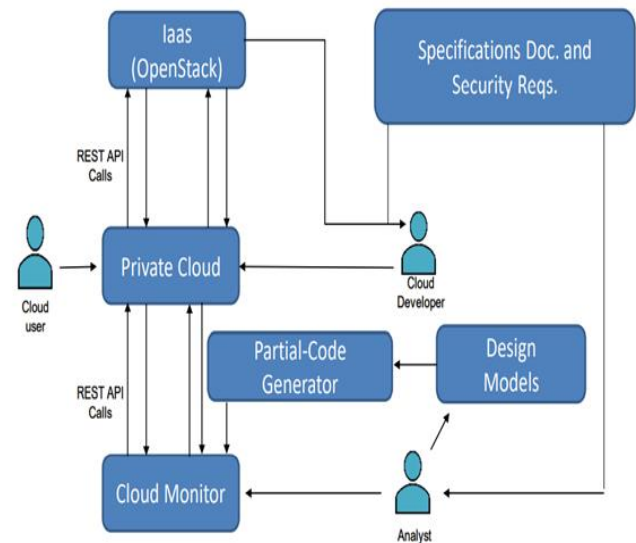 Iaas
(OpenStack)
Specifications Doc. and
Security Reqs.
REST API
Calls
Private Cloud
Cloud
user
Cloud
Developer
Partial-Code
Generator
Design
Models
REST API
Calls
Cloud Monitor
Analyst